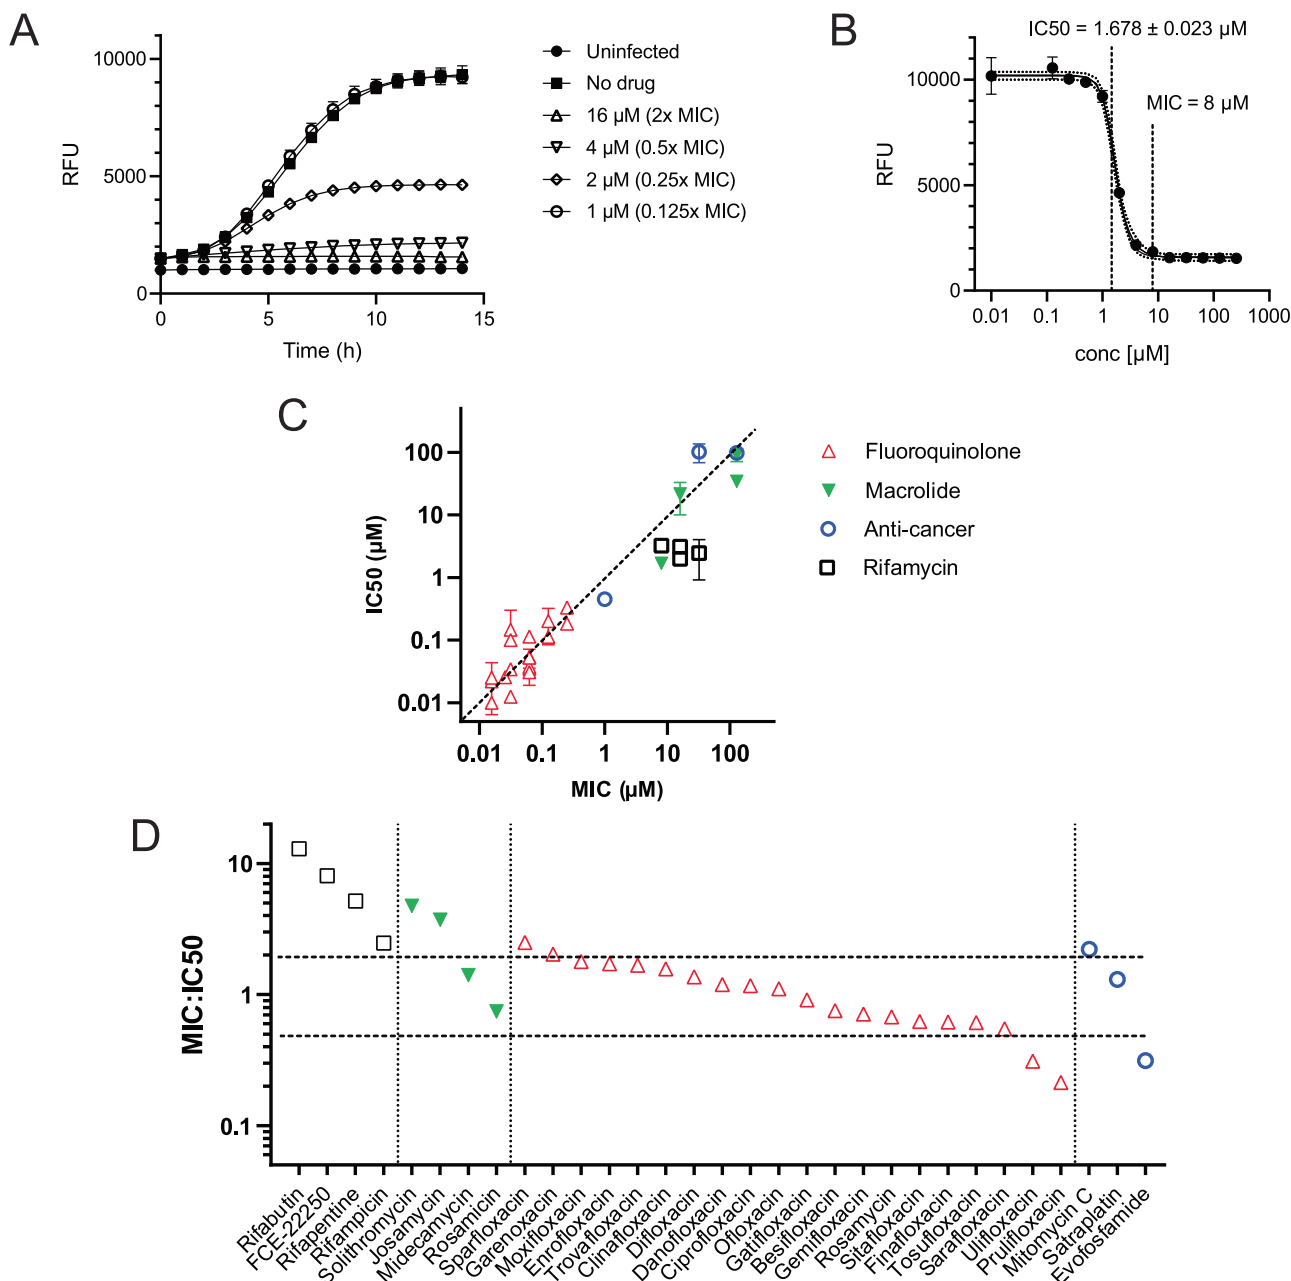 A
RFU
10000
5000
0
0
5
10
15
Time (h)
Uninfected
No drug
16 µM (2x MIC)
4 µM (0.5x MIC)
2 µM (0.25x MIC)
1 µM (0.125x MIC)
B
IC50 = 1.678 ± 0.023 µM
MIC = 8 µM
RFU
10000
5000
0
0.01
0.1
1
10
100
1000
conc [µM]
C
IC50 (µM)
100
10
1
0.1
0.01
0.01
0.1
1
10
100
MIC (µM)
Fluoroquinolone
Macrolide
Anti-cancer
Rifamycin
D
MIC:IC50
10
1
0.1
Rifabutin
FCE-22250
Rifapentine
Rifampicin
Solithromycin
Josamycin
Midecamycin
Rosamicin
Sparfloxacin
Garenoxacin
Moxifloxacin
Enrofloxacin
Trovafloxacin
Clinafloxacin
Difloxacin
Danofloxacin
Ciprofloxacin
Ofloxacin
Gatifloxacin
Besifloxacin
Gemifloxacin
Rosamycin
Sitafloxacin
Finafloxacin
Tosufloxacin
Sarafloxacin
Ulifloxacin
Prulifloxacin
Mitomycin C
Satraplatin
Evofosfamide